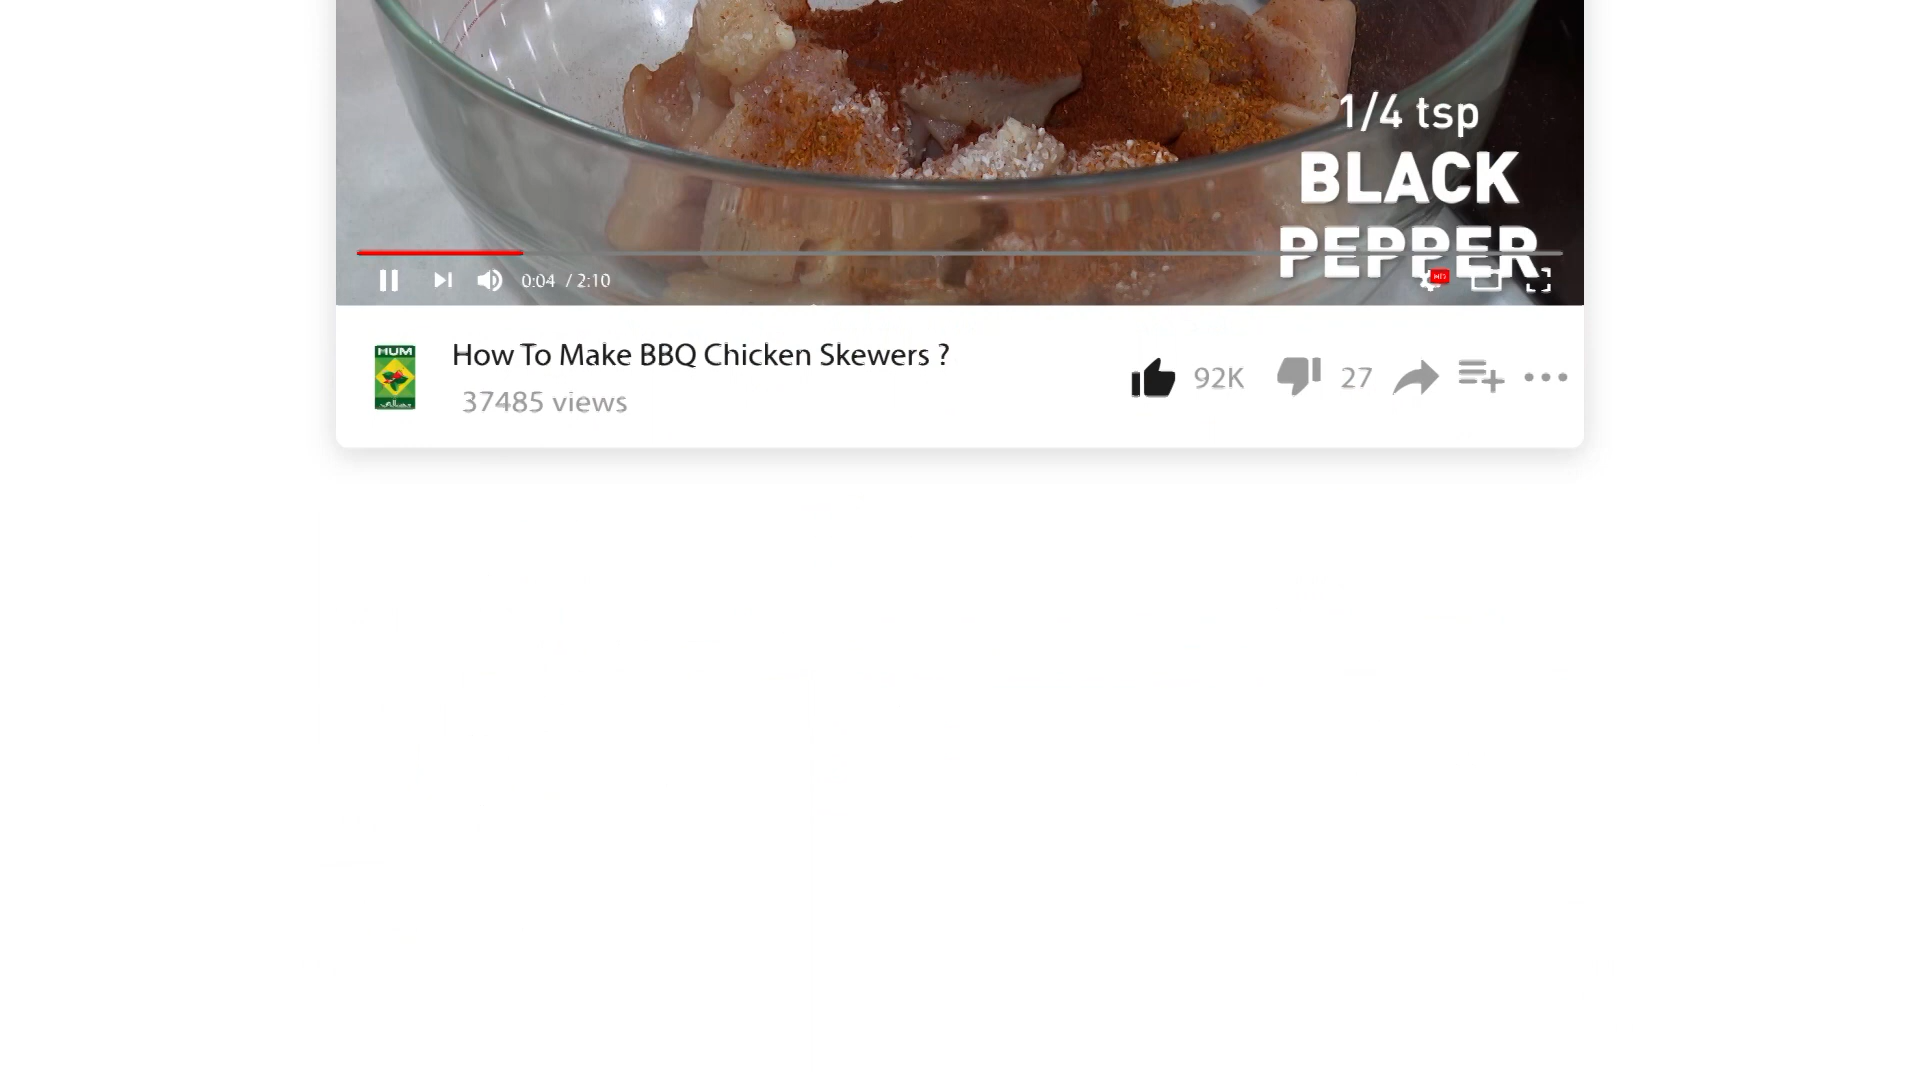 1/4 tsp
BLACK
PEPPER
0:04 / 2:10
HUM
How To Make BBQ Chicken Skewers ?
37485 views
92K
27